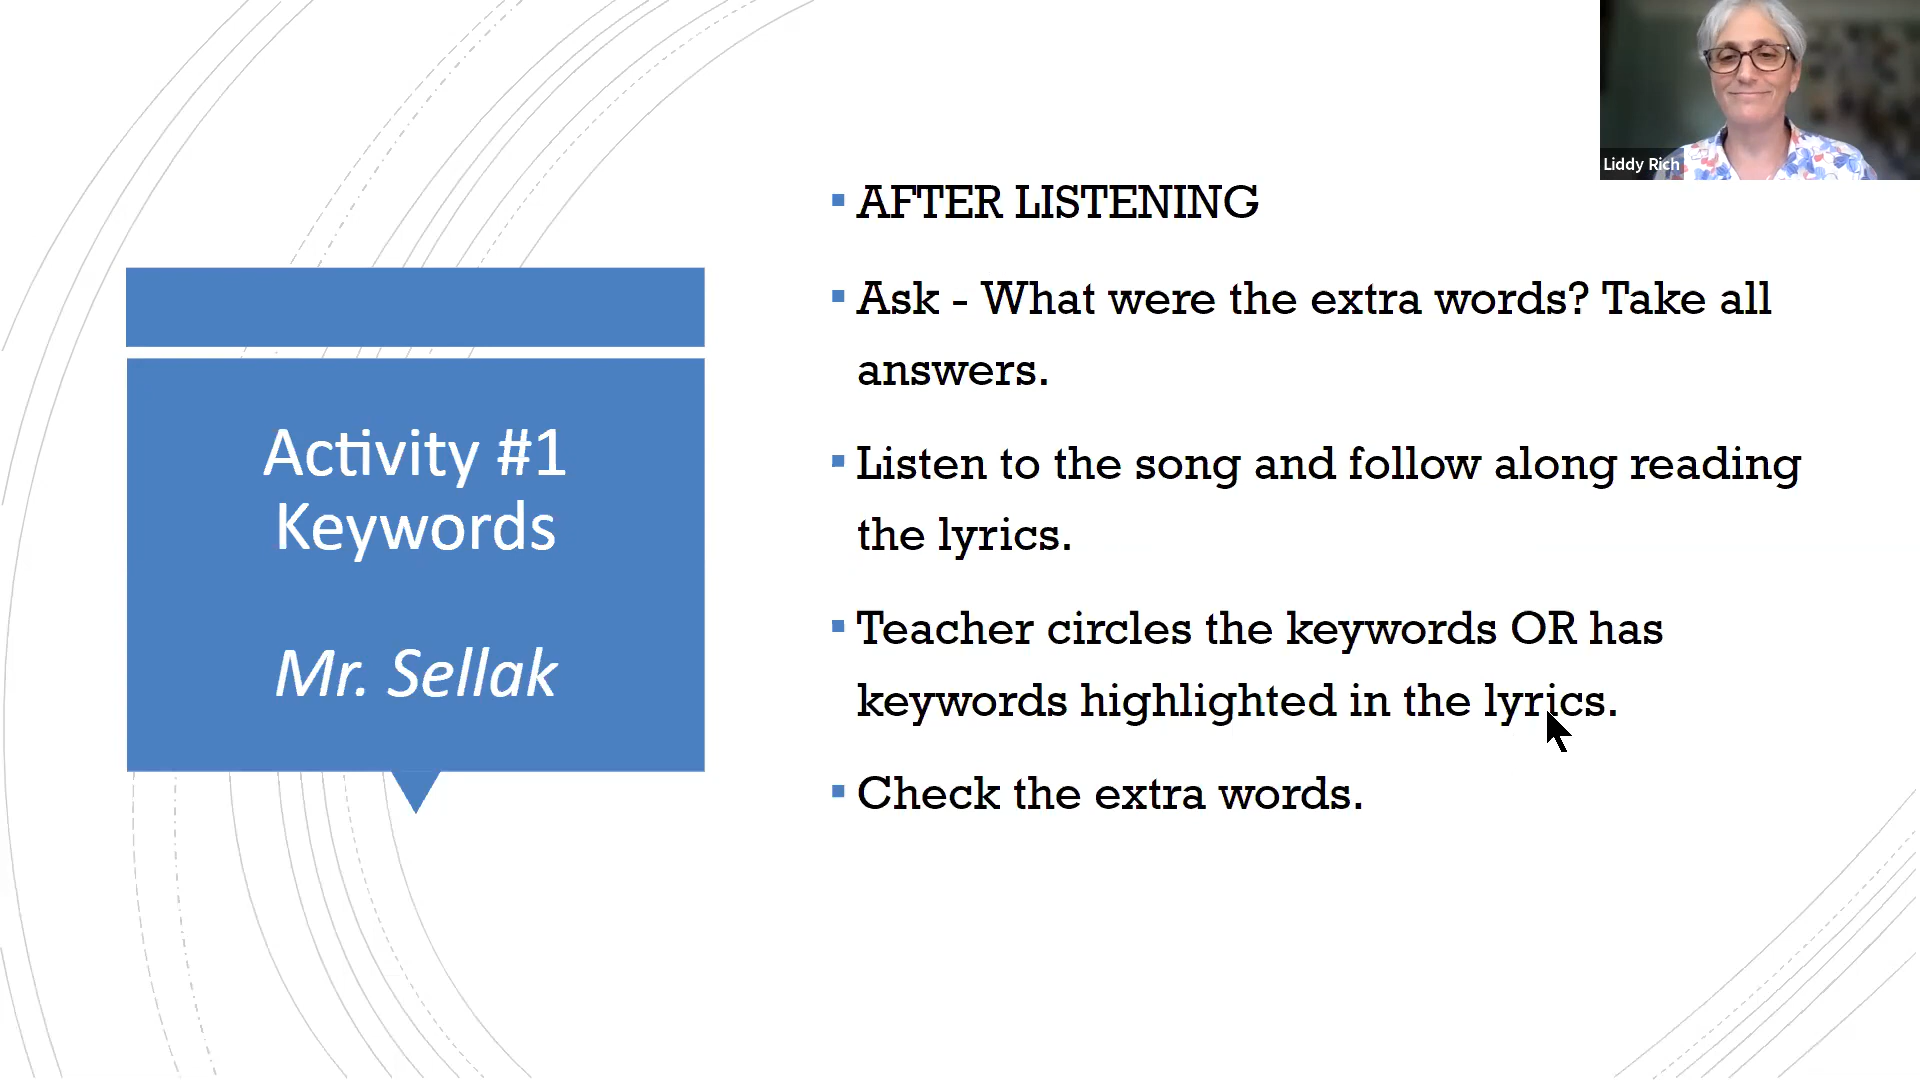 Liddy Rich
Activity #1
Keywords
Mr. Sellak
▪ AFTER LISTENING
▪ Ask - What were the extra words? Take all
answers.
▪ Listen to the song and follow along reading
the lyrics.
▪ Teacher circles the keywords OR has
keywords highlighted in the lyrics.
▪ Check the extra words.